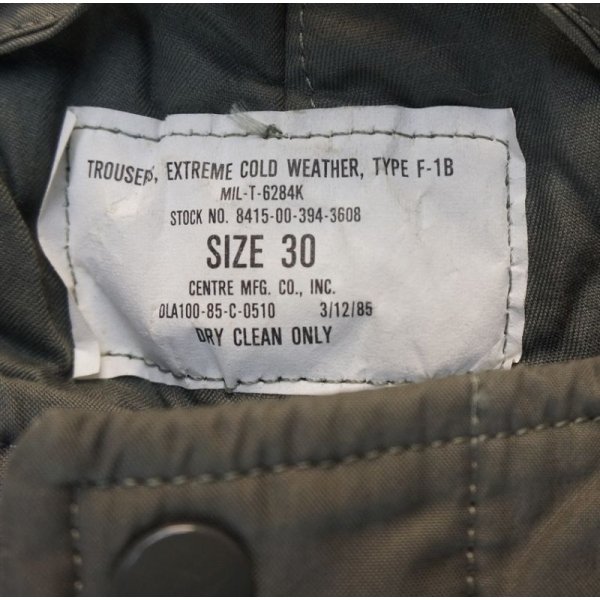 TROUSERS, EXTREME COLD WEATHER, TYPE F-1B
MIL-T-6284K
STOCK NO. 8415-00-394-3608
SIZE 30
CENTRE MFG. CO., INC.
DLA100-85-C-0510 3/12/85
DRY CLEAN ONLY